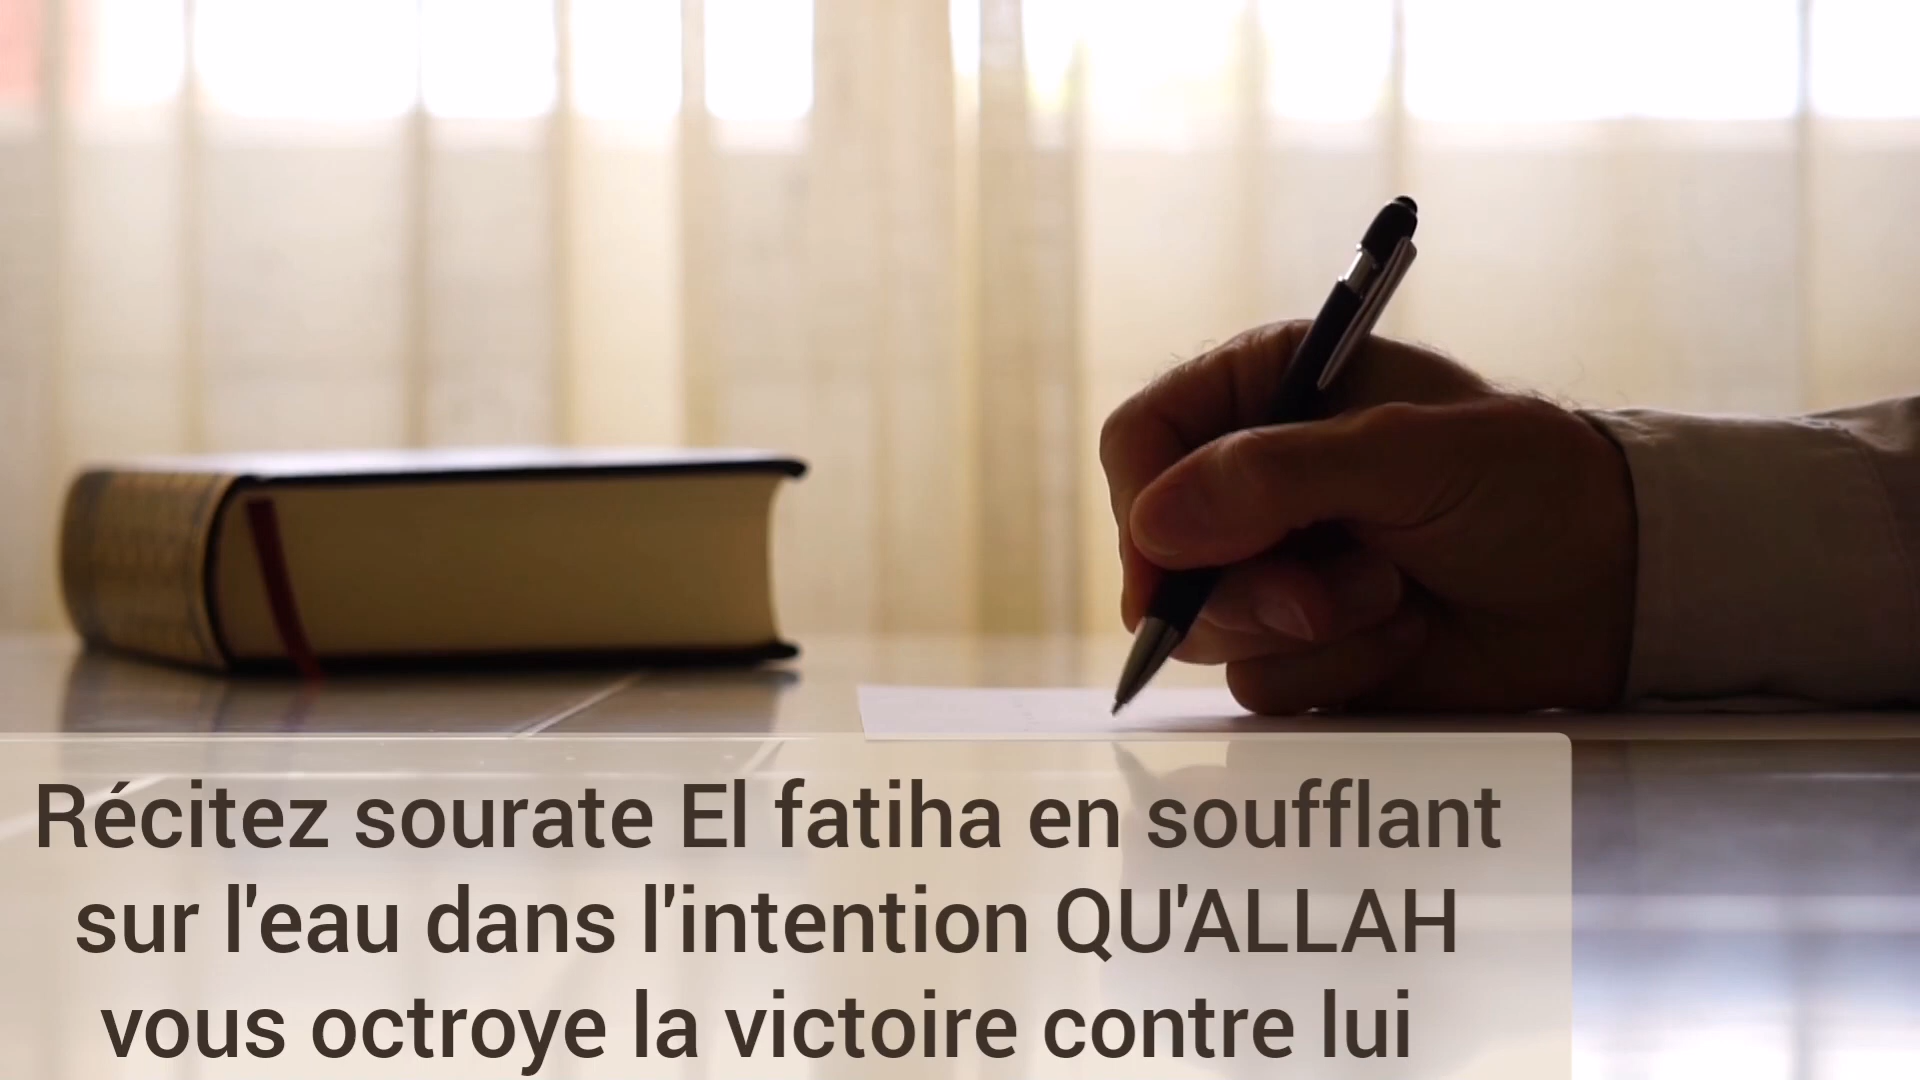 Récitez sourate El fatiha en soufflant
sur l'eau dans l'intention QU'ALLAH
vous octroye la victoire contre lui